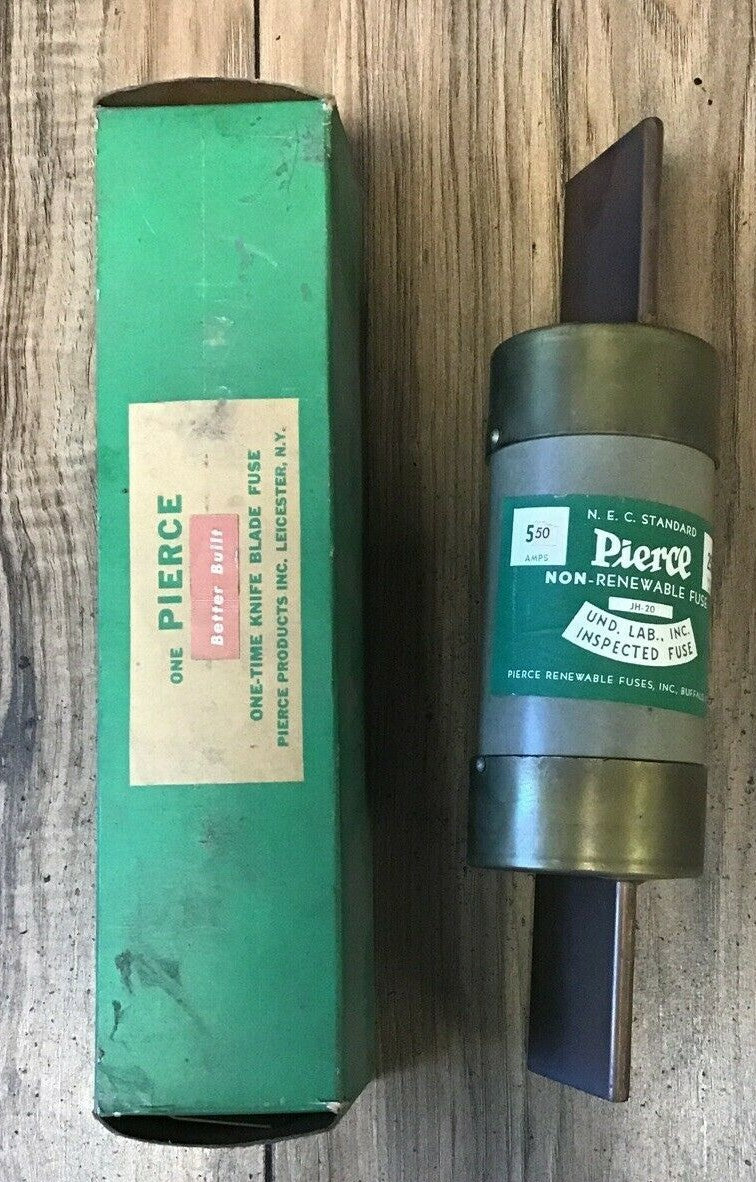 ONE PIERCE
Better Built
ONE-TIME KNIFE BLADE FUSE
PIERCE PRODUCTS INC. LEICESTER, N.Y.
N. E. C. STANDARD
550
AMPS
Pierce
NON-RENEWABLE FUSE
JH-20
UND. LAB., INC.
INSPECTED FUSE
PIERCE RENEWABLE FUSES, INC.